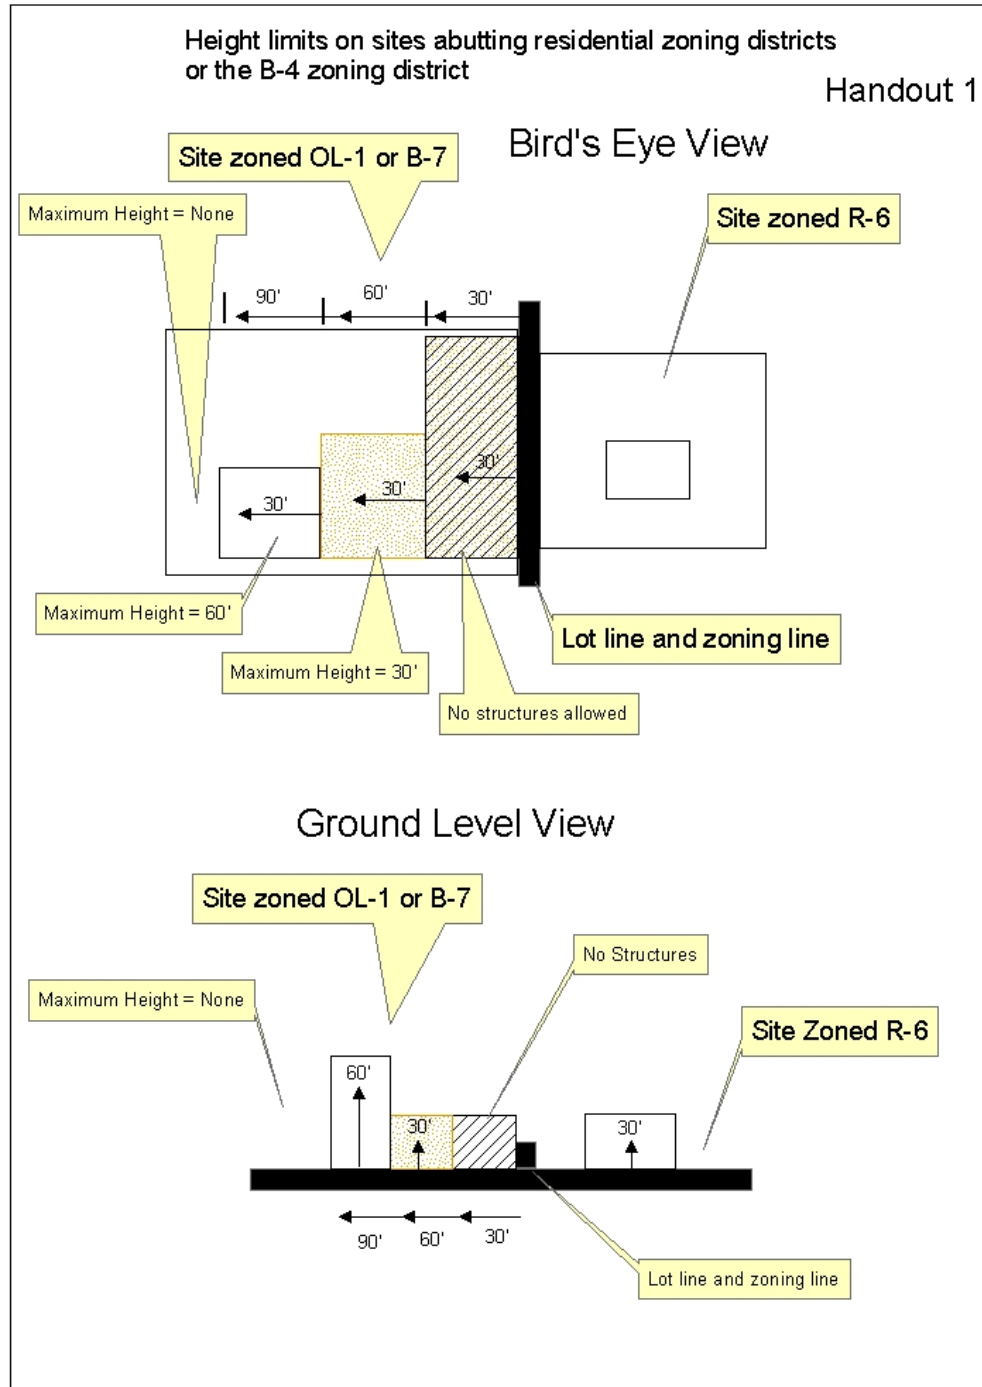 Height limits on sites abutting residential zoning districts
or the B-4 zoning district
Handout 1
Bird's Eye View
Site zoned OL-1 or B-7
Maximum Height = None
Site zoned R-6
90'
60'
30'
30'
30'
30'
Maximum Height = 60'
Lot line and zoning line
Maximum Height = 30'
No structures allowed
Ground Level View
Site zoned OL-1 or B-7
No Structures
Maximum Height = None
Site Zoned R-6
60'
30'
30'
90'
60'
30'
Lot line and zoning line